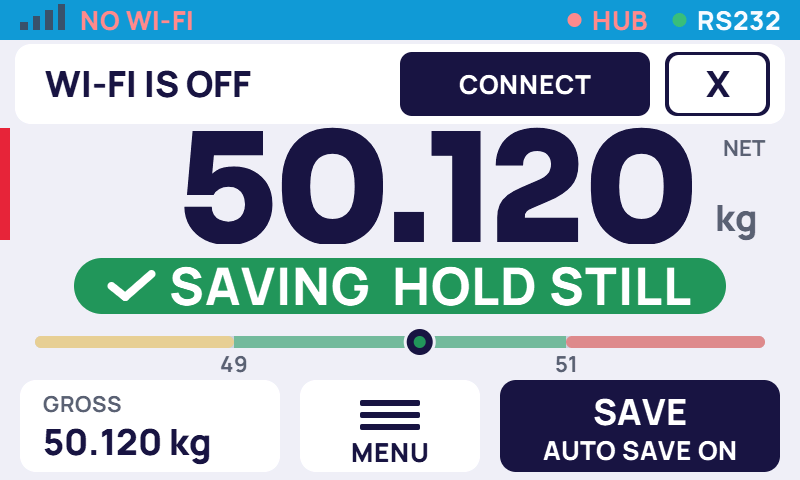 NO WI-FI
HUB
RS232
WI-FI IS OFF
CONNECT
X
50.120
NET
kg
SAVING HOLD STILL
49
51
GROSS
50.120 kg
MENU
SAVE
AUTO SAVE ON